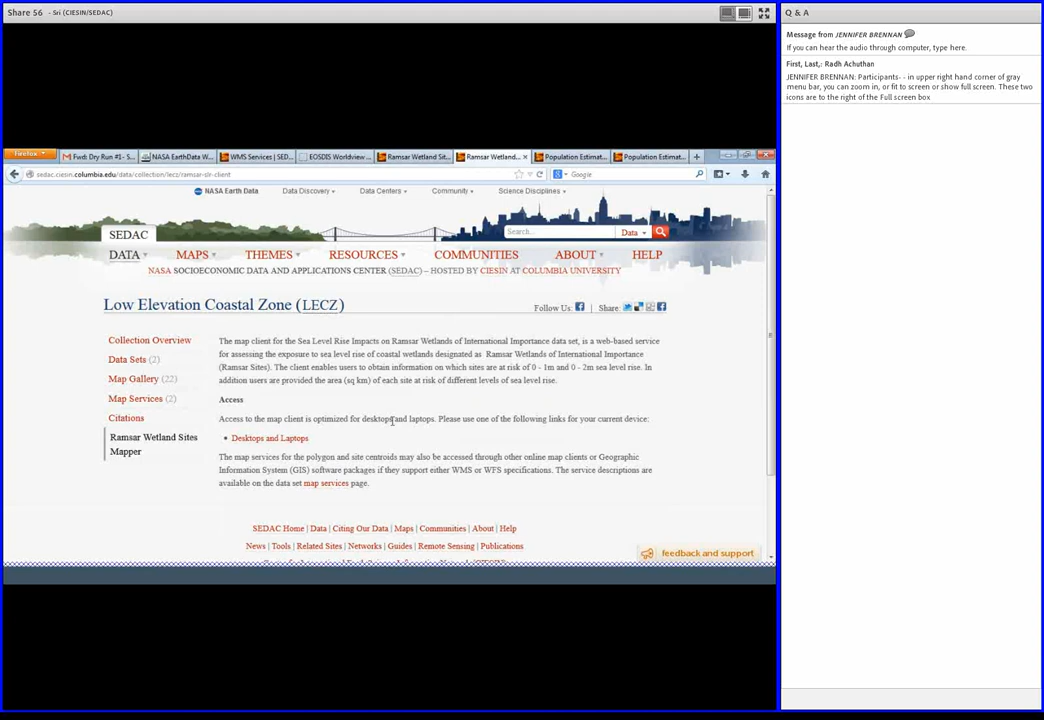 Share 56 - Sri (CIESIN/SEDAC)
Q & A
Message from JENNIFER BRENNAN
If you can hear the audio through computer, type here.
First, Last,: Radh Achuthan
JENNIFER BRENNAN: Participants- - in upper right hand corner of gray
menu bar, you can zoom in, or fit to screen or show full screen. These two
icons are to the right of the Full screen box
Firefox
Fwd: Dry Run #1- S...
NASA EarthData W...
WMS Services | SED...
EOSDIS Worldview ...
Ramsar Wetland Sit...
Ramsar Wetland...
Population Estimat...
Population Estimat...
sedac.ciesin.columbia.edu/data/collection/lecz/ramsar-slr-client
Google
NASA Earth Data Data Discovery Data Centers Community Science Disciplines
SEDAC
Search... Data
DATA MAPS THEMES RESOURCES COMMUNITIES ABOUT HELP
NASA SOCIOECONOMIC DATA AND APPLICATIONS CENTER (SEDAC) – HOSTED BY CIESIN AT COLUMBIA UNIVERSITY
Low Elevation Coastal Zone (LECZ)
Follow Us: | Share:
Collection Overview
Data Sets (2)
Map Gallery (22)
Map Services (2)
Citations
Ramsar Wetland Sites
Mapper
The map client for the Sea Level Rise Impacts on Ramsar Wetlands of International Importance data set, is a web-based service
for assessing the exposure to sea level rise of coastal wetlands designated as Ramsar Wetlands of International Importance
(Ramsar Sites). The client enables users to obtain information on which sites are at risk of 0 - 1m and 0 - 2m sea level rise. In
addition users are provided the area (sq km) of each site at risk of different levels of sea level rise.
Access
Access to the map client is optimized for desktops and laptops. Please use one of the following links for your current device:
• Desktops and Laptops
The map services for the polygon and site centroids may also be accessed through other online map clients or Geographic
Information System (GIS) software packages if they support either WMS or WFS specifications. The service descriptions are
available on the data set map services page.
SEDAC Home | Data | Citing Our Data | Maps | Communities | About | Help
News | Tools | Related Sites | Networks | Guides | Remote Sensing | Publications
feedback and support